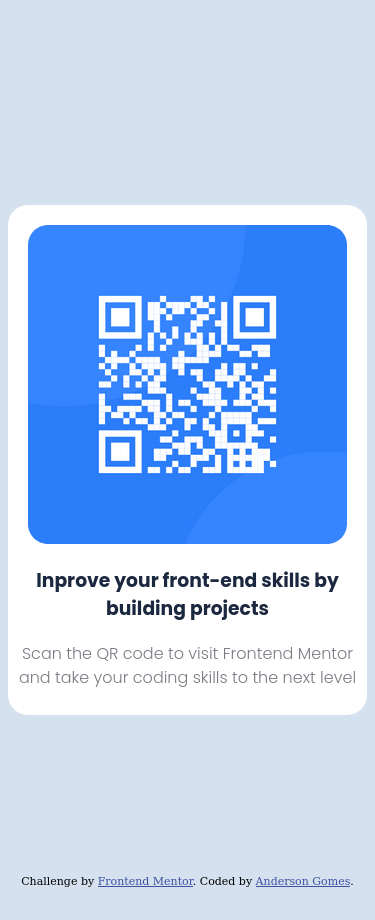 Inprove your front-end skills by
building projects
Scan the QR code to visit Frontend Mentor
and take your coding skills to the next level
Challenge by Frontend Mentor. Coded by Anderson Gomes.